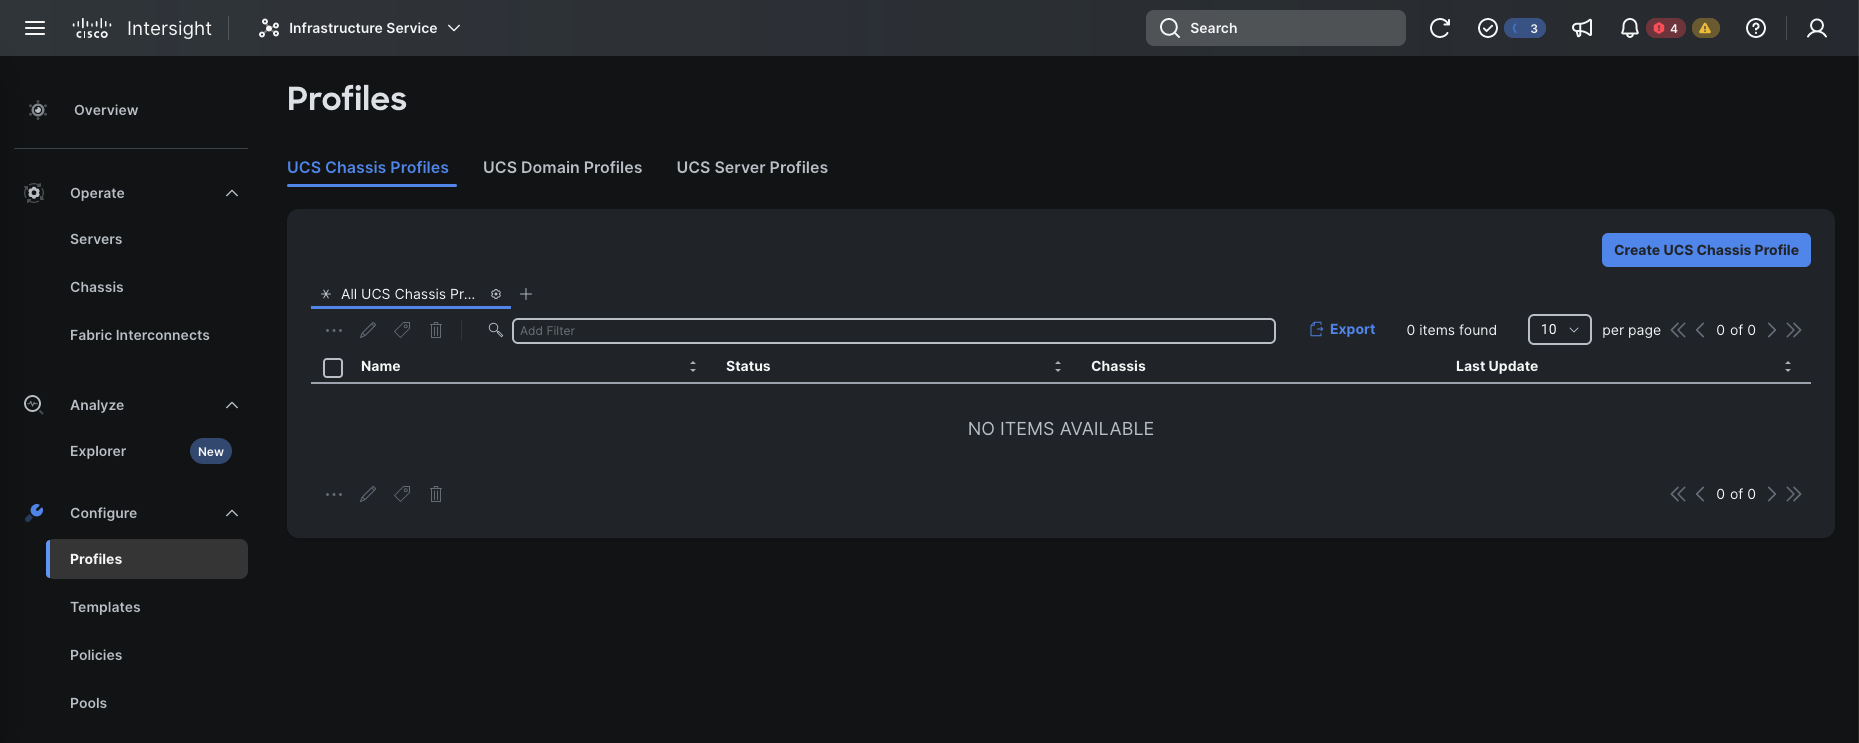 CISCO Intersight
Infrastructure Service
Search
3
4
Overview
Operate
Servers
Chassis
Fabric Interconnects
Analyze
Explorer New
Configure
Profiles
Templates
Policies
Pools
Profiles
UCS Chassis Profiles UCS Domain Profiles UCS Server Profiles
Create UCS Chassis Profile
All UCS Chassis Pr...
Add Filter Export 0 items found 10 per page 0 of 0
Name Status Chassis Last Update
NO ITEMS AVAILABLE
0 of 0